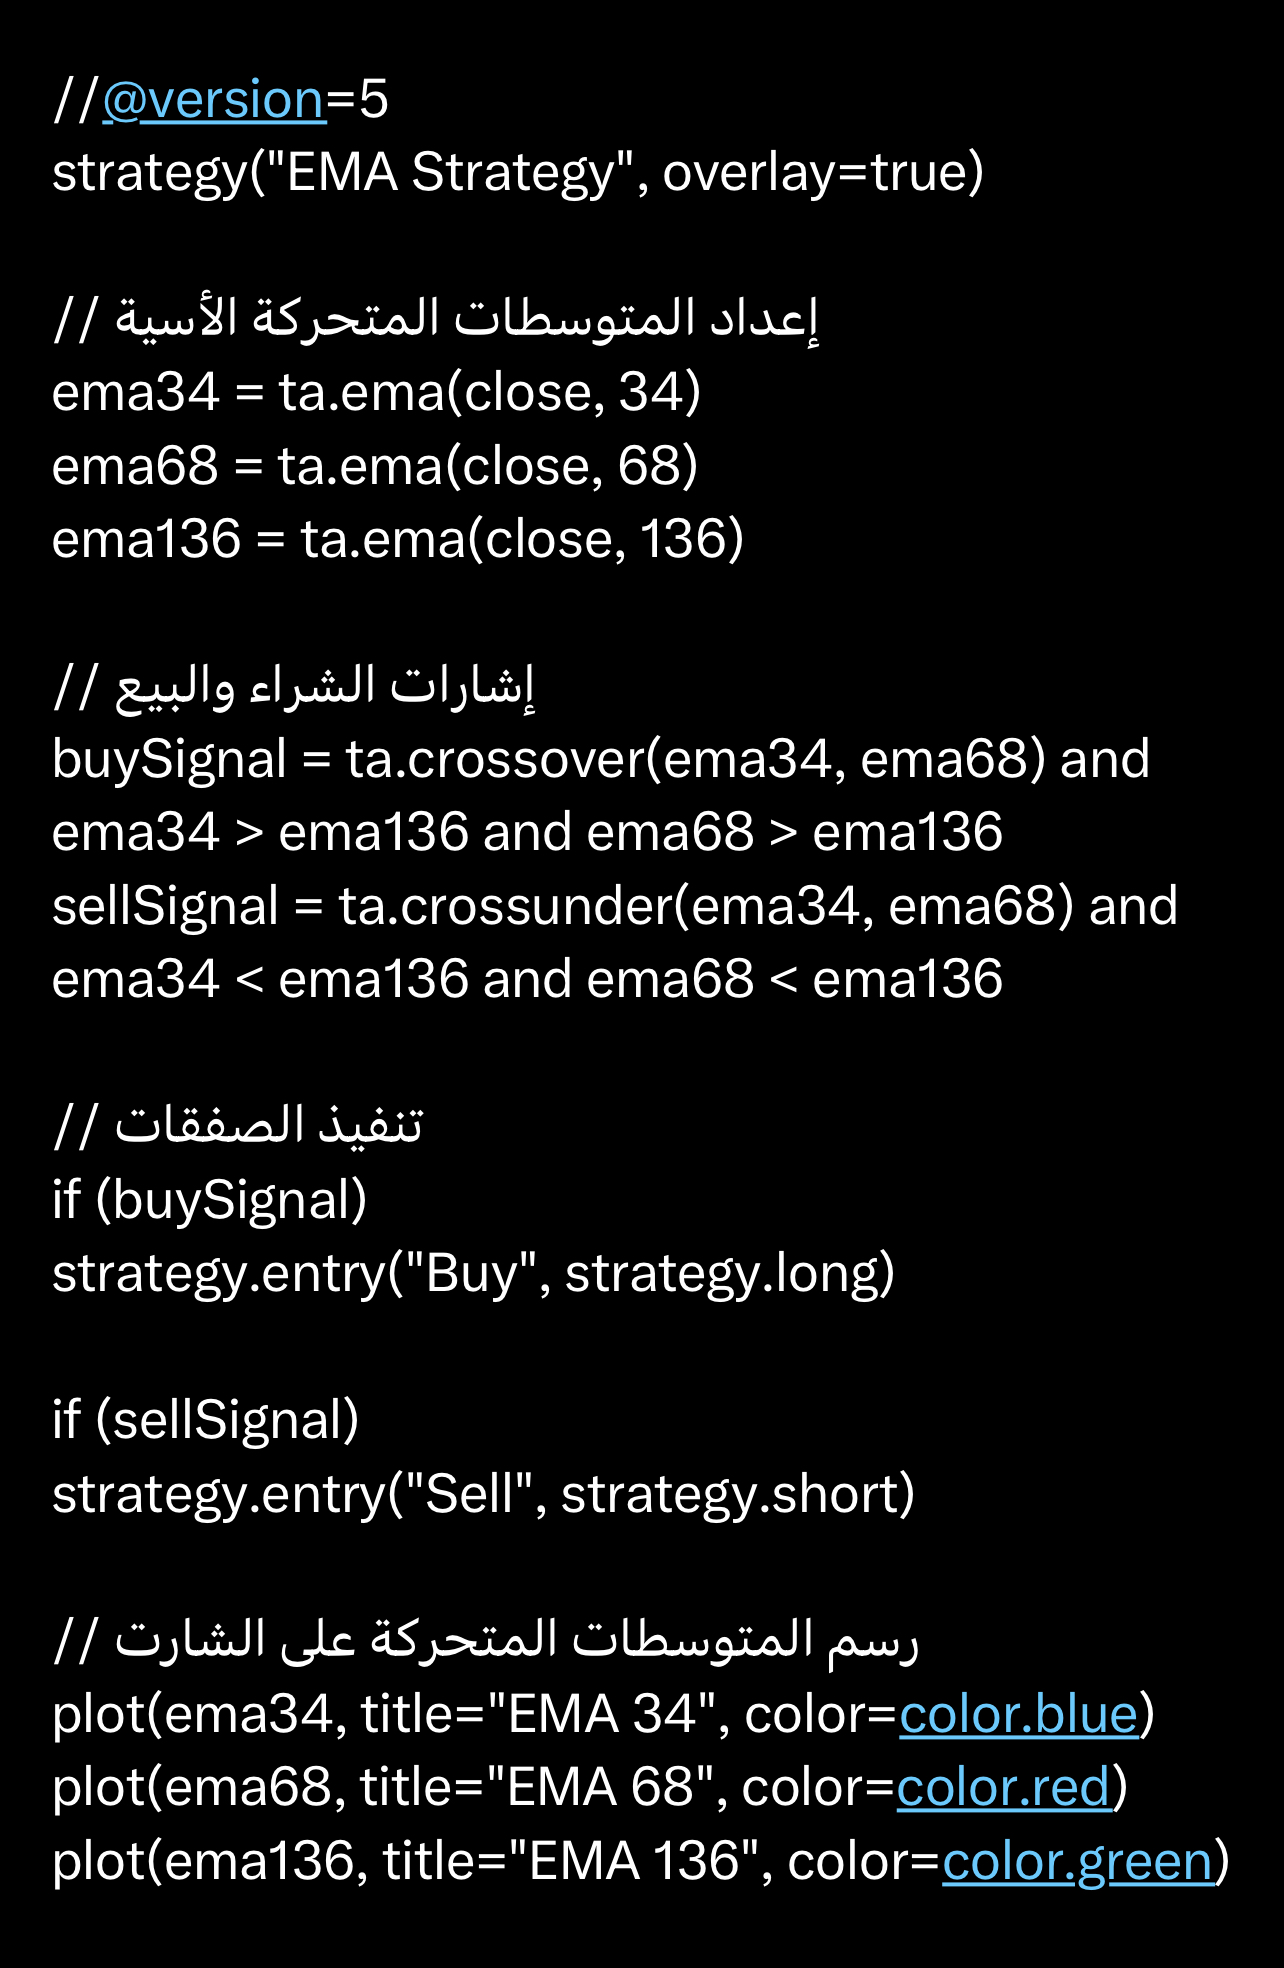 //@version=5
strategy("EMA Strategy", overlay=true)
// إعداد المتوسطات المتحركة الأسية
ema34 = ta.ema(close, 34)
ema68 = ta.ema(close, 68)
ema136 = ta.ema(close, 136)
// إشارات الشراء والبيع
buySignal = ta.crossover(ema34, ema68) and
ema34 > ema136 and ema68 > ema136
sellSignal = ta.crossunder(ema34, ema68) and
ema34 < ema136 and ema68 < ema136
// تنفيذ الصفقات
if (buySignal)
strategy.entry("Buy", strategy.long)
if (sellSignal)
strategy.entry("Sell", strategy.short)
// رسم المتوسطات المتحركة على الشارت
plot(ema34, title="EMA 34", color=color.blue)
plot(ema68, title="EMA 68", color=color.red)
plot(ema136, title="EMA 136", color=color.green)